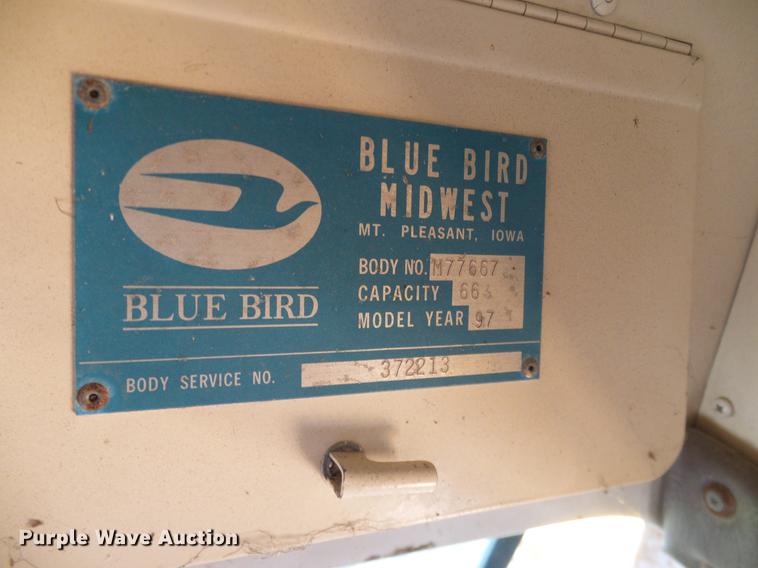 BLUE BIRD
BLUE BIRD
MIDWEST
MT. PLEASANT, IOWA
BODY NO. M77667
CAPACITY 66
MODEL YEAR 97
BODY SERVICE NO. 372213
Purple Wave Auction®